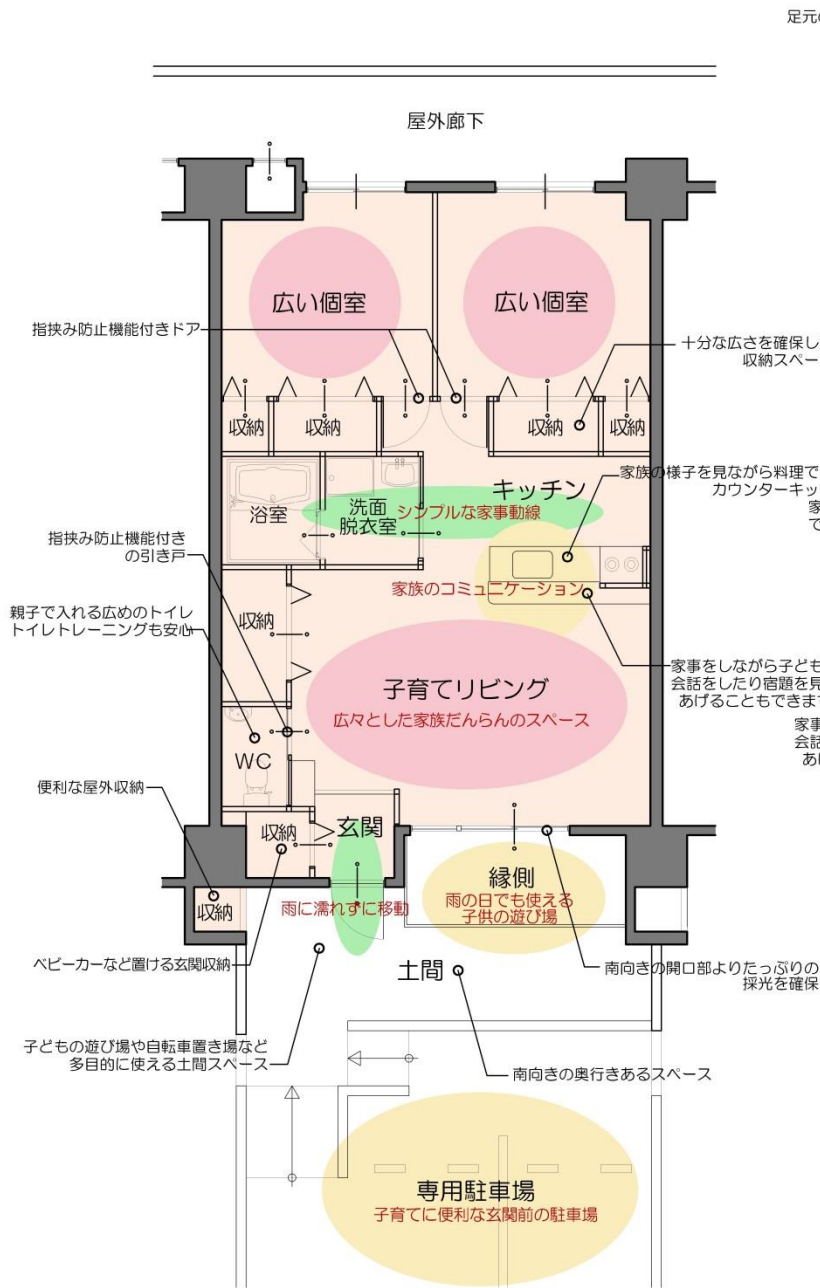 足元の
屋外廊下
広い個室
広い個室
指挟み防止機能付きドア
十分な広さを確保し
収納スペー
収納
収納
収納
収納
家族の様子を見ながら料理で
カウンターキッ
家
て
キッチン
浴室
洗面
脱衣室
シンプルな家事動線
指挟み防止機能付き
の引き戸
家族のコミュニケーション
親子で入れる広めのトイレ
トイレトレーニングも安心
収納
家事をしながら子ども
会話をしたり宿題を見
あげることもできます
子育てリビング
広々とした家族だんらんのスペース
家事
会話
あげ
WC
便利な屋外収納
収納
玄関
縁側
雨の日でも使える
子供の遊び場
収納
雨に濡れずに移動
ベビーカーなど置ける玄関収納
土間
南向きの開口部よりたっぷりの
採光を確保
子どもの遊び場や自転車置き場など
多目的に使える土間スペース
南向きの奥行きあるスペース
専用駐車場
子育てに便利な玄関前の駐車場